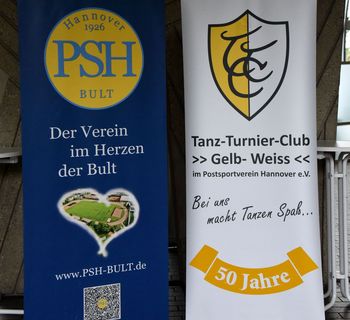 Hannover
1926
PSH
BULT
Der Verein
im Herzen
der Bult
www.PSH-BULT.de
TTC
Tanz-Turnier-Club
>> Gelb- Weiss <<
im Postsportverein Hannover e.V.
Bei uns
macht Tanzen Spaß...
50 Jahre